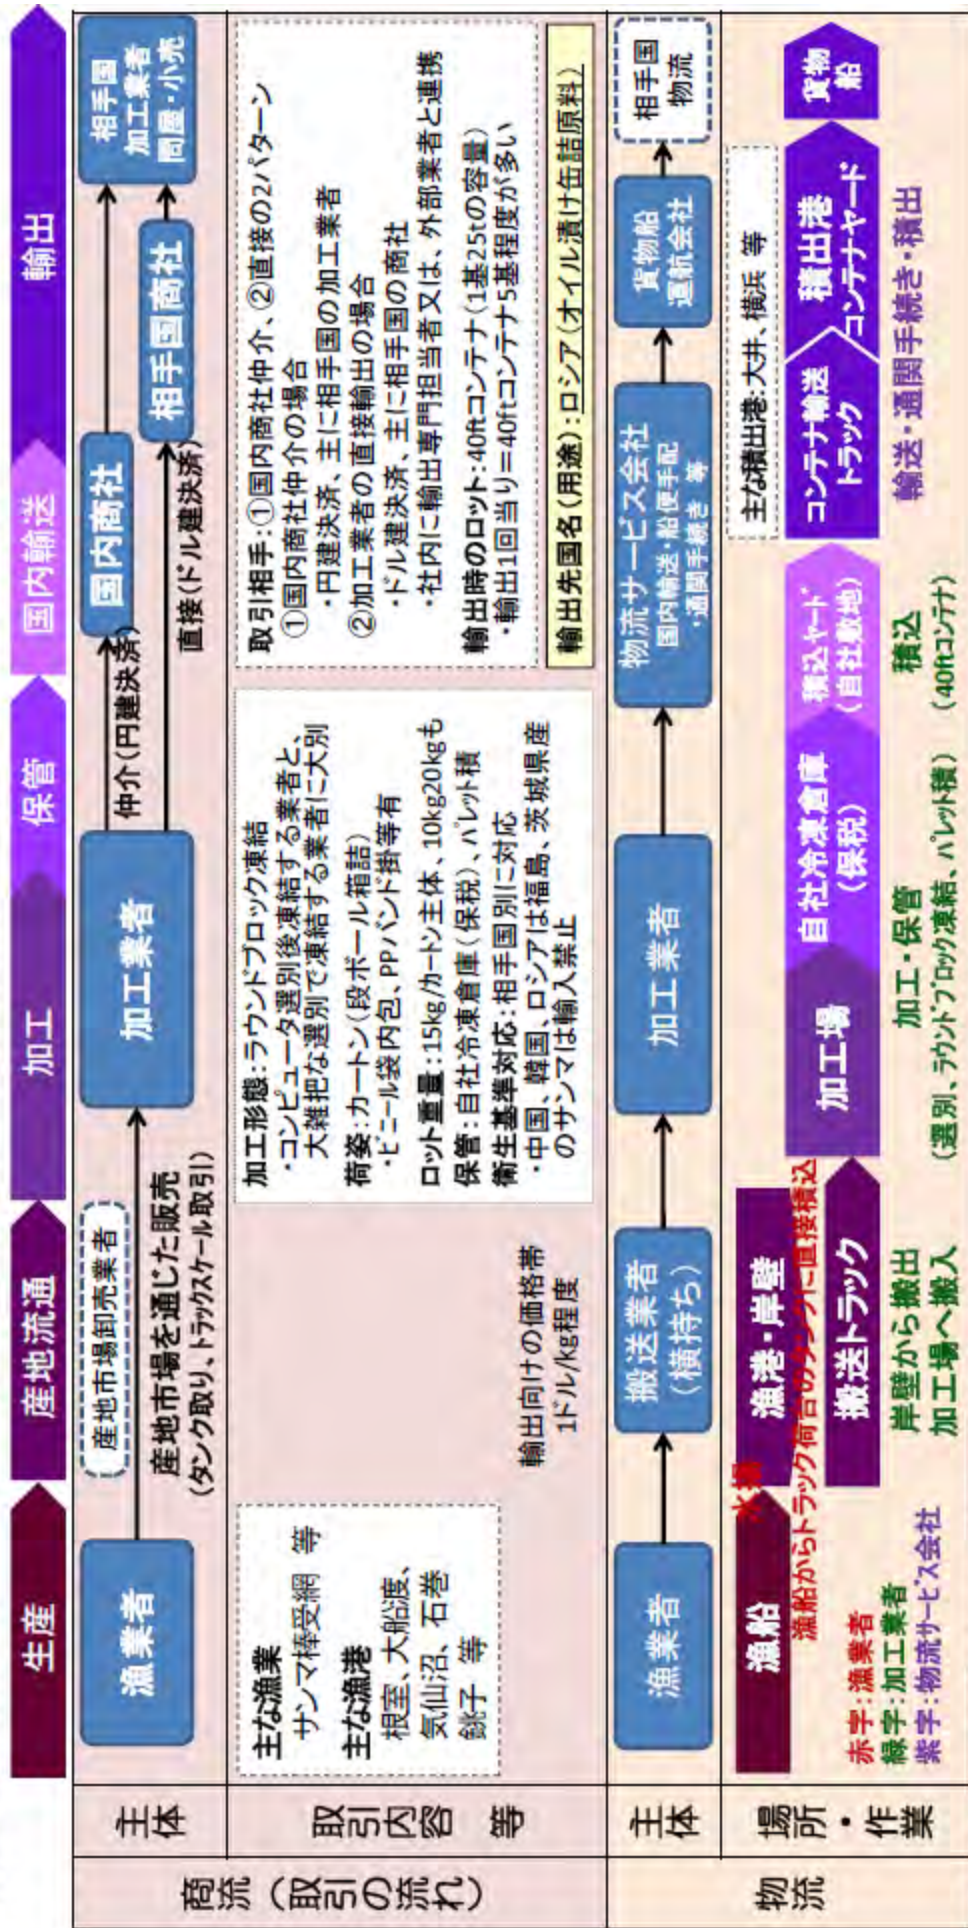 生産
産地流通
加工
保管
国内輸送
輸出
商流（取引の流れ）
主体
漁業者
産地市場卸売業者
産地市場を通じた販売
（タンク取り、トラックスケール取引）
加工業者
仲介（円建決済）
直接（ドル建決済）
国内商社
相手国商社
相手国
加工業者
問屋・小売
取引内容等
主な漁業
サンマ棒受網 等
主な漁港
根室、大船渡、
気仙沼、石巻
銚子 等
輸出向けの価格帯
1ドル/kg程度
加工形態：ラウンドブロック凍結
・コンピュータ選別後凍結する業者と、
大雑把な選別で凍結する業者に大別
荷姿：カートン（段ボール箱詰）
・ビニール袋内包、PPバンド掛等有
ロット重量：15kg/カートン主体、10kg20kgも
保管：自社冷凍倉庫（保税）、パレット積
衛生基準対応：相手国別に対応
・中国、韓国、ロシアは福島、茨城県産
のサンマは輸入禁止
取引相手：①国内商社仲介、②直接の2パターン
①国内商社仲介の場合
・円建決済、主に相手国の加工業者
②加工業者の直接輸出の場合
・ドル建決済、主に相手国の商社
・社内に輸出専門担当者又は、外部業者と連携
輸出時のロット：40ftコンテナ（1基25tの容量）
・輸出1回当り＝40ftコンテナ5基程度が多い
輸出先国名（用途）：ロシア（オイル漬け缶詰原料）
物流
主体
漁業者
搬送業者
（横持ち）
加工業者
物流サービス会社
国内輸送・船便手配
・通関手続き 等
貨物船
運航会社
相手国
物流
場所・作業
漁船
水揚
漁港・岸壁
漁船からトラック荷台のタンクに直接積込
搬送トラック
加工場
自社冷凍倉庫
（保税）
積込ヤード
（自社敷地）
主な積出港：大井、横浜 等
コンテナ輸送
トラック
積出港
コンテナヤード
貨物
船
赤字：漁業者
緑字：加工業者
紫字：物流サービス会社
岸壁から搬出
加工場へ搬入
加工・保管
（選別、ラウンドブロック凍結、パレット積）
積込
（40ftコンテナ）
輸送・通関手続き・積出